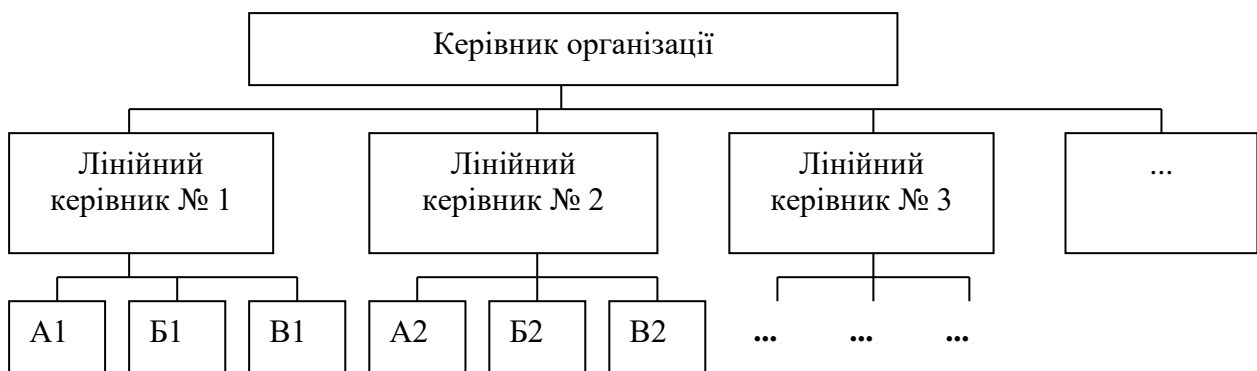 Керівник організації
Лінійний
керівник № 1
Лінійний
керівник № 2
Лінійний
керівник № 3
...
А1
Б1
В1
А2
Б2
В2
...
...
...